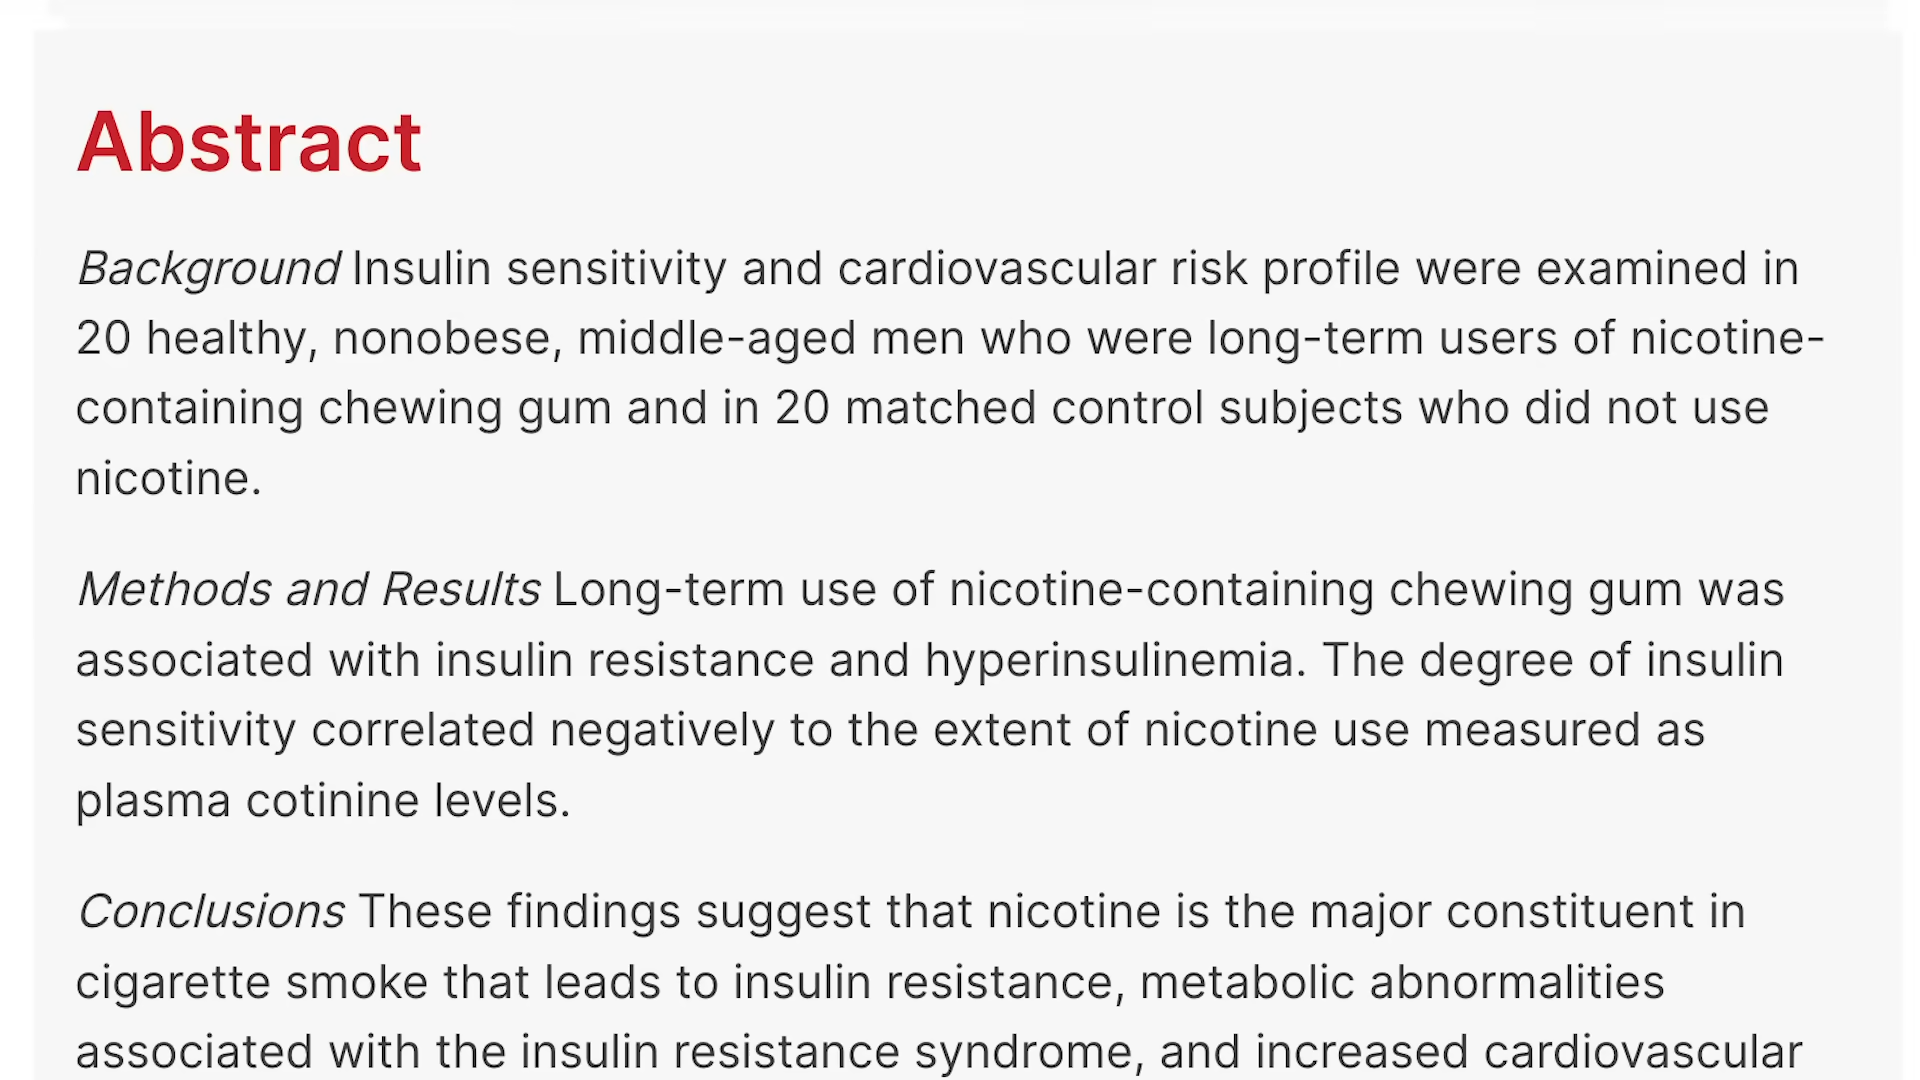 Abstract
Background Insulin sensitivity and cardiovascular risk profile were examined in
20 healthy, nonobese, middle-aged men who were long-term users of nicotine-
containing chewing gum and in 20 matched control subjects who did not use
nicotine.
Methods and Results Long-term use of nicotine-containing chewing gum was
associated with insulin resistance and hyperinsulinemia. The degree of insulin
sensitivity correlated negatively to the extent of nicotine use measured as
plasma cotinine levels.
Conclusions These findings suggest that nicotine is the major constituent in
cigarette smoke that leads to insulin resistance, metabolic abnormalities
associated with the insulin resistance syndrome, and increased cardiovascular